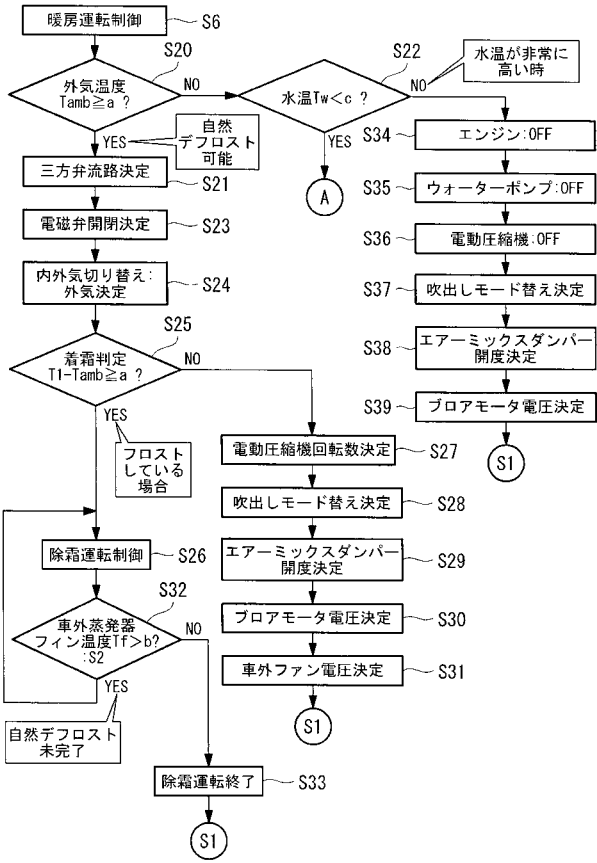 暖房運転制御
S6
S20
外気温度
Tamb≧a ?
NO
YES
自然
デフロスト
可能
S22
水温Tw<c ?
NO
YES
水温が非常に
高い時
A
三方弁流路決定
S21
電磁弁開閉決定
S23
内外気切り替え:
外気決定
S24
S25
着霜判定
T1-Tamb≧a ?
NO
YES
フロスト
している
場合
除霜運転制御
S26
S32
車外蒸発器
フィン温度Tf>b?
:S2
NO
YES
自然デフロスト
未完了
除霜運転終了
S33
S1
電動圧縮機回転数決定
S27
吹出しモード替え決定
S28
エアーミックスダンパー
開度決定
S29
ブロアモータ電圧決定
S30
車外ファン電圧決定
S31
S1
S34
エンジン:OFF
S35
ウォーターポンプ:OFF
S36
電動圧縮機:OFF
S37
吹出しモード替え決定
S38
エアーミックスダンパー
開度決定
S39
ブロアモータ電圧決定
S1